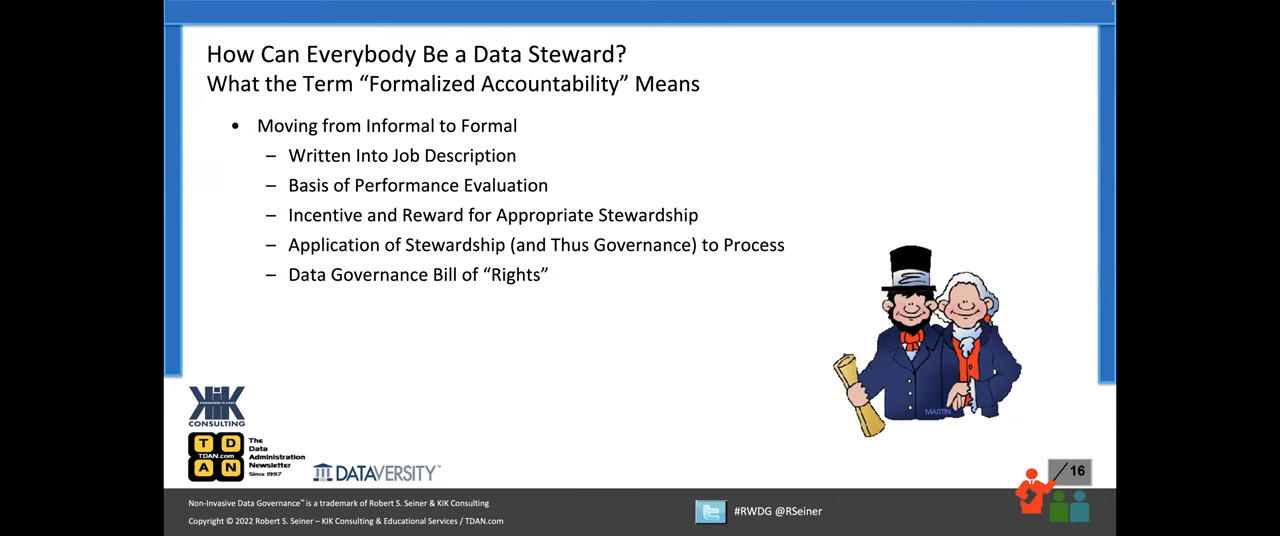 How Can Everybody Be a Data Steward?
What the Term “Formalized Accountability” Means
• Moving from Informal to Formal
– Written Into Job Description
– Basis of Performance Evaluation
– Incentive and Reward for Appropriate Stewardship
– Application of Stewardship (and Thus Governance) to Process
– Data Governance Bill of “Rights”
MARTIN
KIK
CONSULTING
T D
TDAN.com
A N
The
Data
Administration
Newsletter
Since 1997
DATAVERSITY™
16
Non-Invasive Data Governance™ is a trademark of Robert S. Seiner & KIK Consulting
Copyright © 2022 Robert S. Seiner – KIK Consulting & Educational Services / TDAN.com
#RWDG @RSeiner